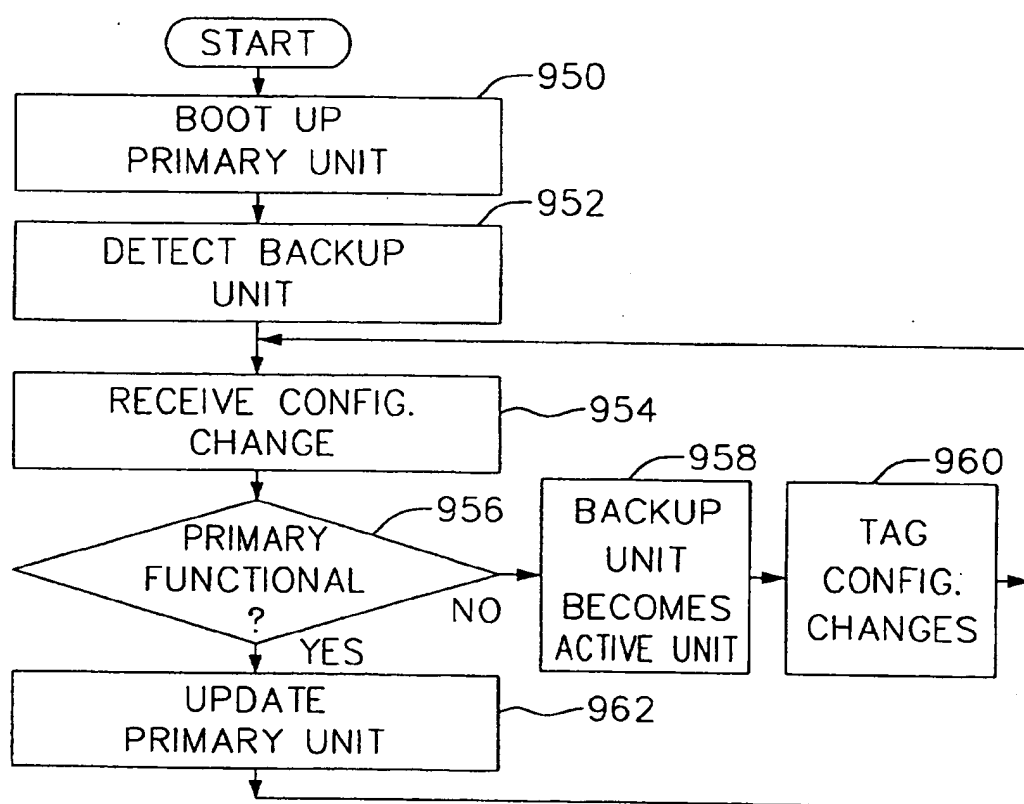 START
950
BOOT UP
PRIMARY UNIT
952
DETECT BACKUP
UNIT
RECEIVE CONFIG.
CHANGE
954
956
PRIMARY
FUNCTIONAL
?
NO
YES
958
BACKUP
UNIT
BECOMES
ACTIVE UNIT
960
TAG
CONFIG.
CHANGES
UPDATE
PRIMARY UNIT
962